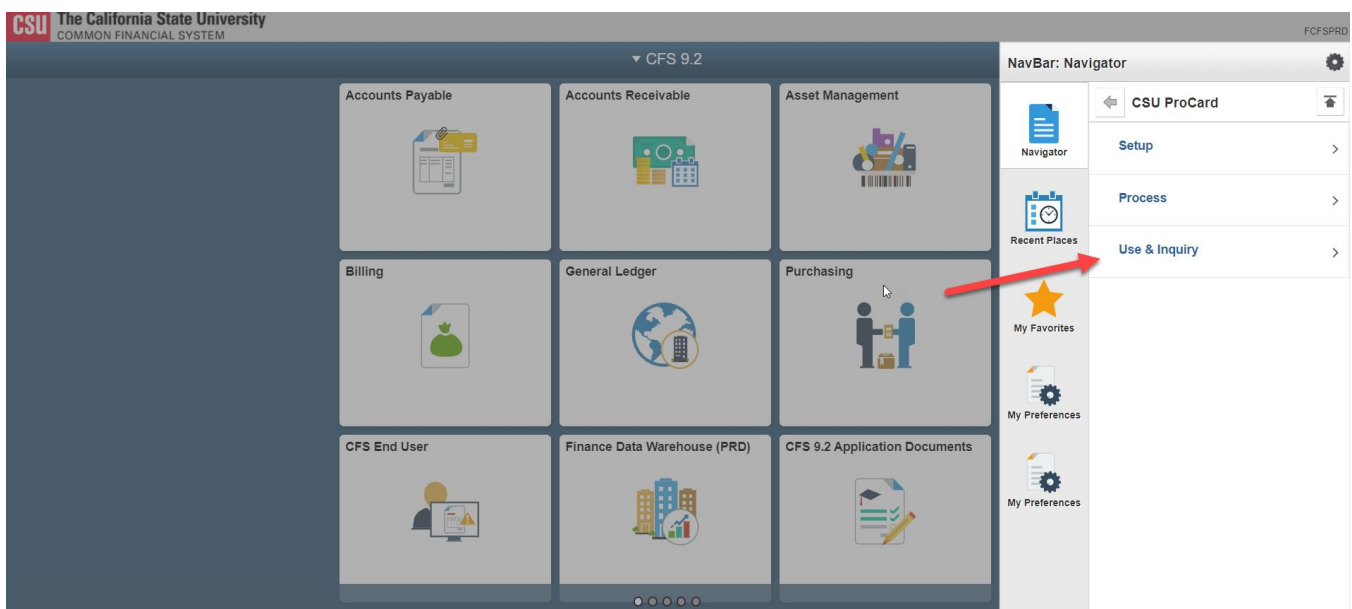 CSU The California State University
COMMON FINANCIAL SYSTEM
FCFSPRD
CFS 9.2
NavBar: Navigator
Accounts Payable
Accounts Receivable
Asset Management
Billing
General Ledger
Purchasing
CFS End User
Finance Data Warehouse (PRD)
CFS 9.2 Application Documents
Navigator
Recent Places
My Favorites
My Preferences
My Preferences
CSU ProCard
Setup
Process
Use & Inquiry